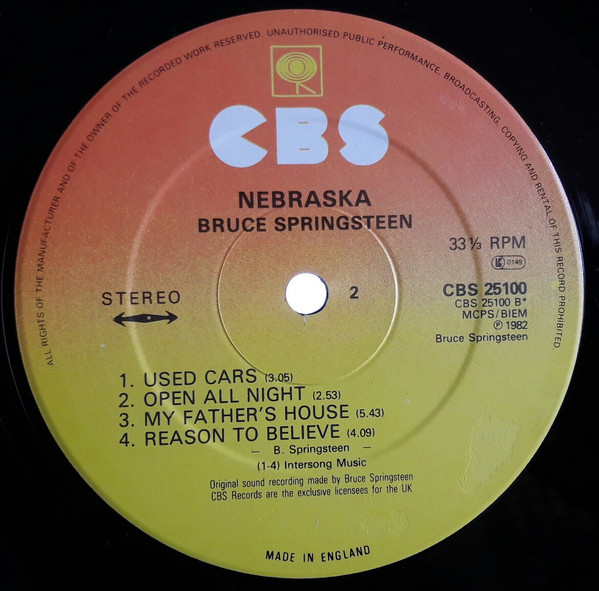 ALL RIGHTS OF THE MANUFACTURER AND OF THE OWNER OF THE RECORDED WORK RESERVED. UNAUTHORISED PUBLIC PERFORMANCE, BROADCASTING, COPYING AND RENTAL OF THIS RECORD PROHIBITED.
CBS
NEBRASKA
BRUCE SPRINGSTEEN
33⅓ RPM
LC 0149
STEREO
2
CBS 25100
CBS 25100 B*
MCPS/BIEM
℗ 1982
Bruce Springsteen
1. USED CARS (3.05)
2. OPEN ALL NIGHT (2.53)
3. MY FATHER'S HOUSE (5.43)
4. REASON TO BELIEVE (4.09)
— B. Springsteen —
(1-4) Intersong Music
Original sound recording made by Bruce Springsteen
CBS Records are the exclusive licensees for the UK
MADE IN ENGLAND